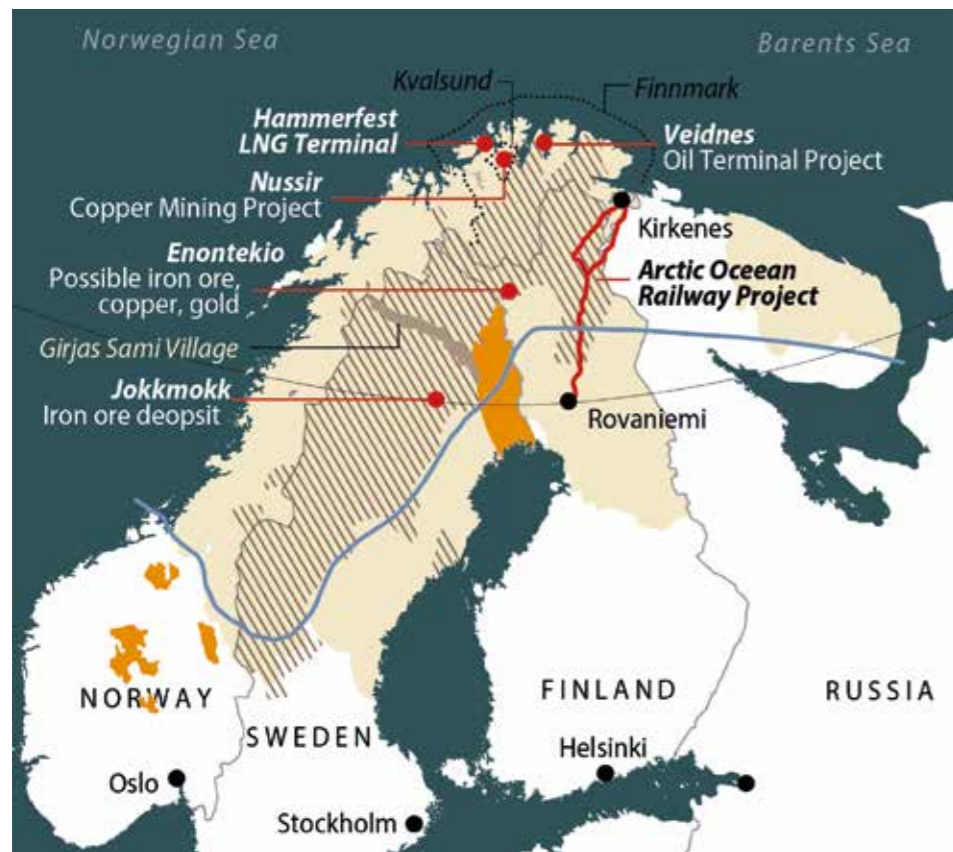 Norwegian Sea
Barents Sea
Kvalsund
Finnmark
Hammerfest
LNG Terminal
Veidnes
Oil Terminal Project
Nussir
Copper Mining Project
Kirkenes
Enontekio
Possible iron ore,
copper, gold
Arctic Oceean
Railway Project
Girjas Sami Village
Jokkmokk
Iron ore deopsit
Rovaniemi
NORWAY
FINLAND
RUSSIA
SWEDEN
Helsinki
Oslo
Stockholm